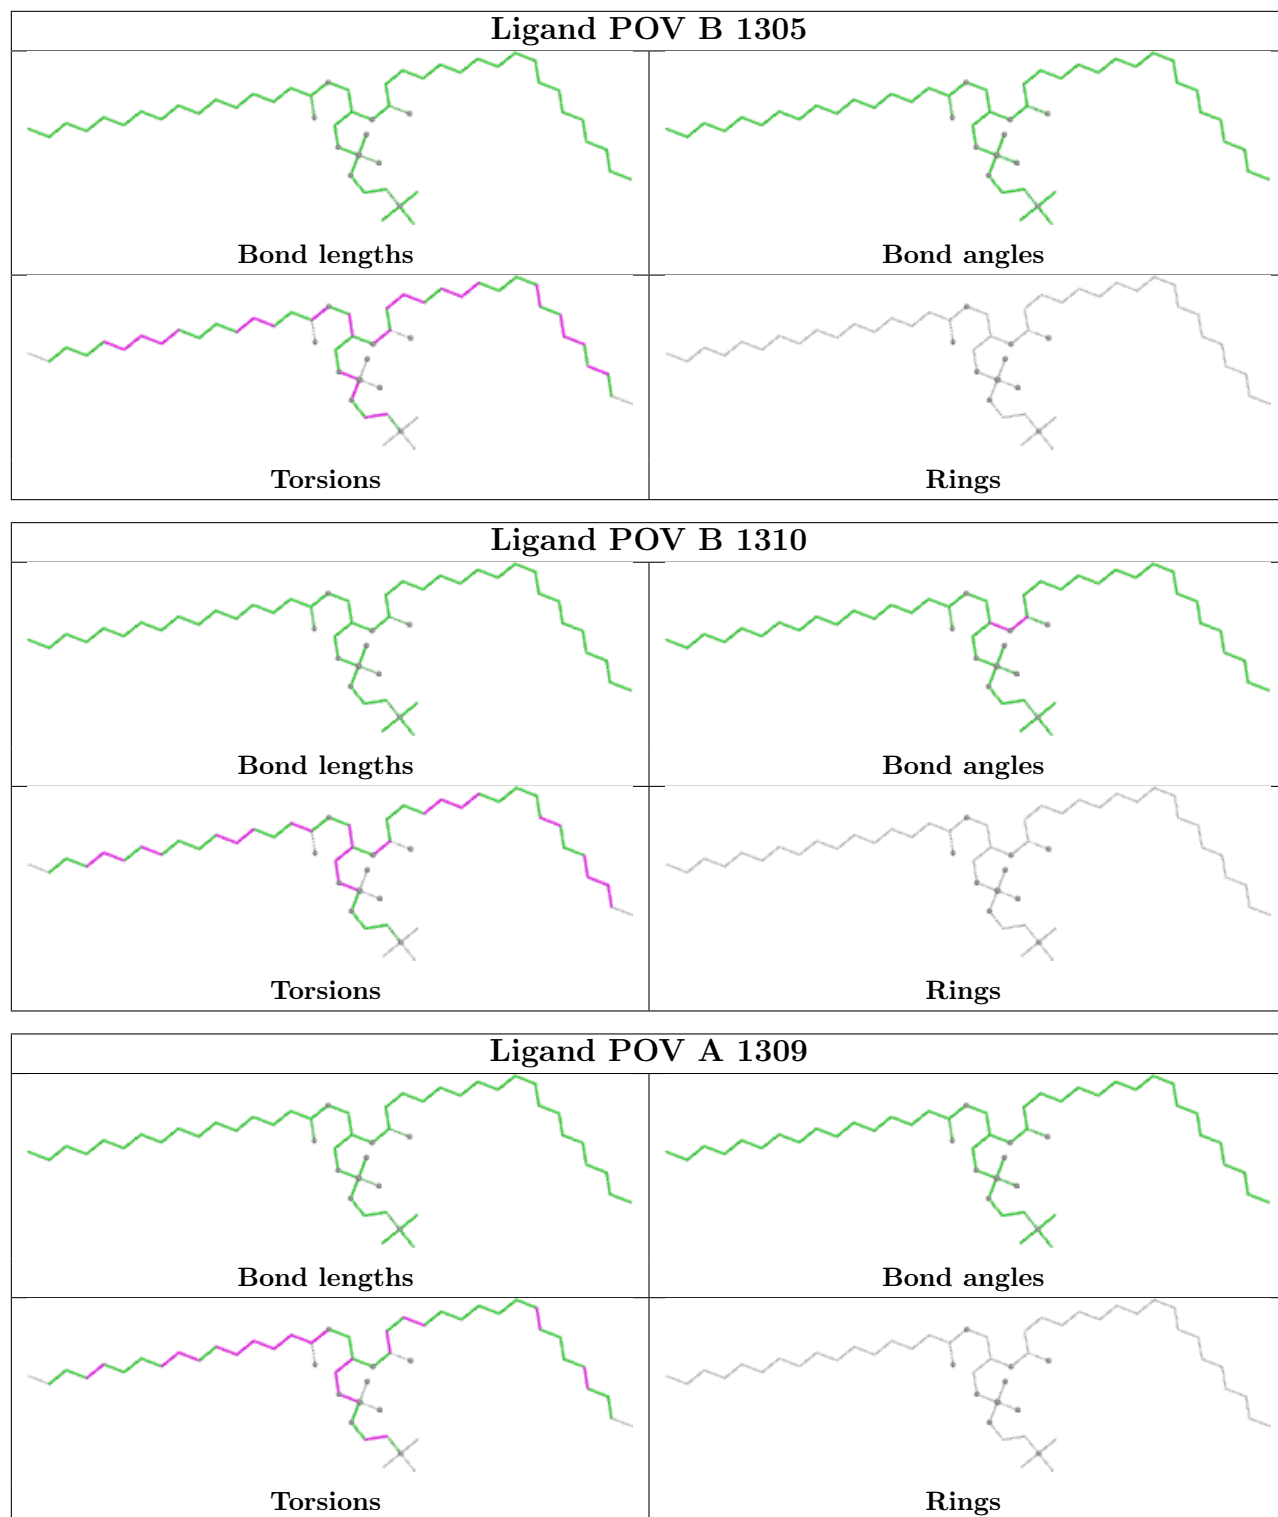 Ligand POV B 1305
Bond lengths
Bond angles
Torsions
Rings
Ligand POV B 1310
Bond lengths
Bond angles
Torsions
Rings
Ligand POV A 1309
Bond lengths
Bond angles
Torsions
Rings